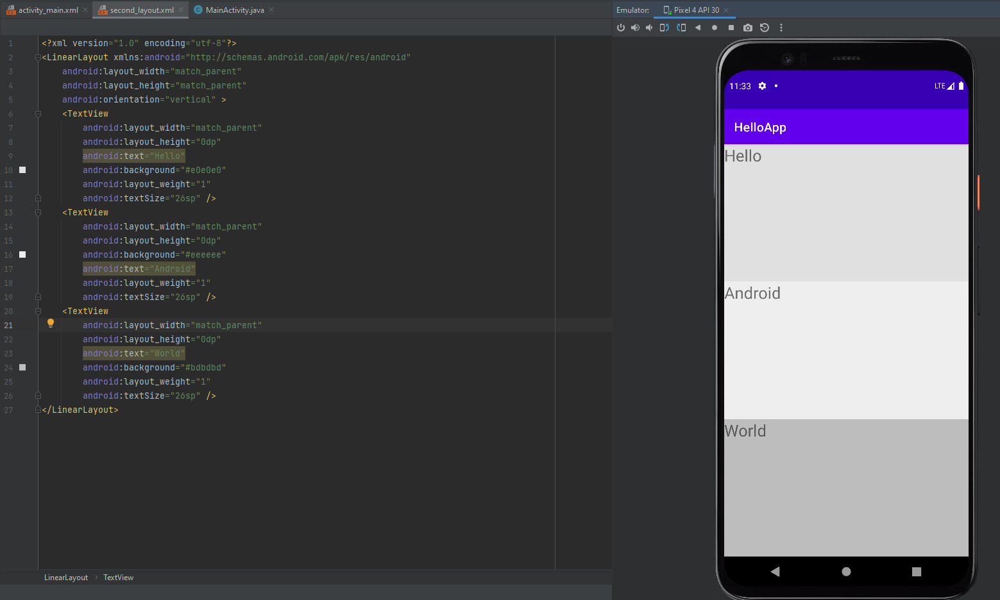 activity_main.xml second_layout.xml MainActivity.java
Emulator: Pixel 4 API 30
1 <?xml version="1.0" encoding="utf-8"?>
2 <LinearLayout xmlns:android="http://schemas.android.com/apk/res/android"
3 android:layout_width="match_parent"
4 android:layout_height="match_parent"
5 android:orientation="vertical" >
6 <TextView
7 android:layout_width="match_parent"
8 android:layout_height="0dp"
9 android:text="Hello"
10 android:background="#e0e0e0"
11 android:layout_weight="1"
12 android:textSize="26sp" />
13 <TextView
14 android:layout_width="match_parent"
15 android:layout_height="0dp"
16 android:background="#eeeeee"
17 android:text="Android"
18 android:layout_weight="1"
19 android:textSize="26sp" />
20 <TextView
21 android:layout_width="match_parent"
22 android:layout_height="0dp"
23 android:text="World"
24 android:background="#bdbdbd"
25 android:layout_weight="1"
26 android:textSize="26sp" />
27 </LinearLayout>
LinearLayout › TextView
11:33 LTE
HelloApp
Hello
Android
World